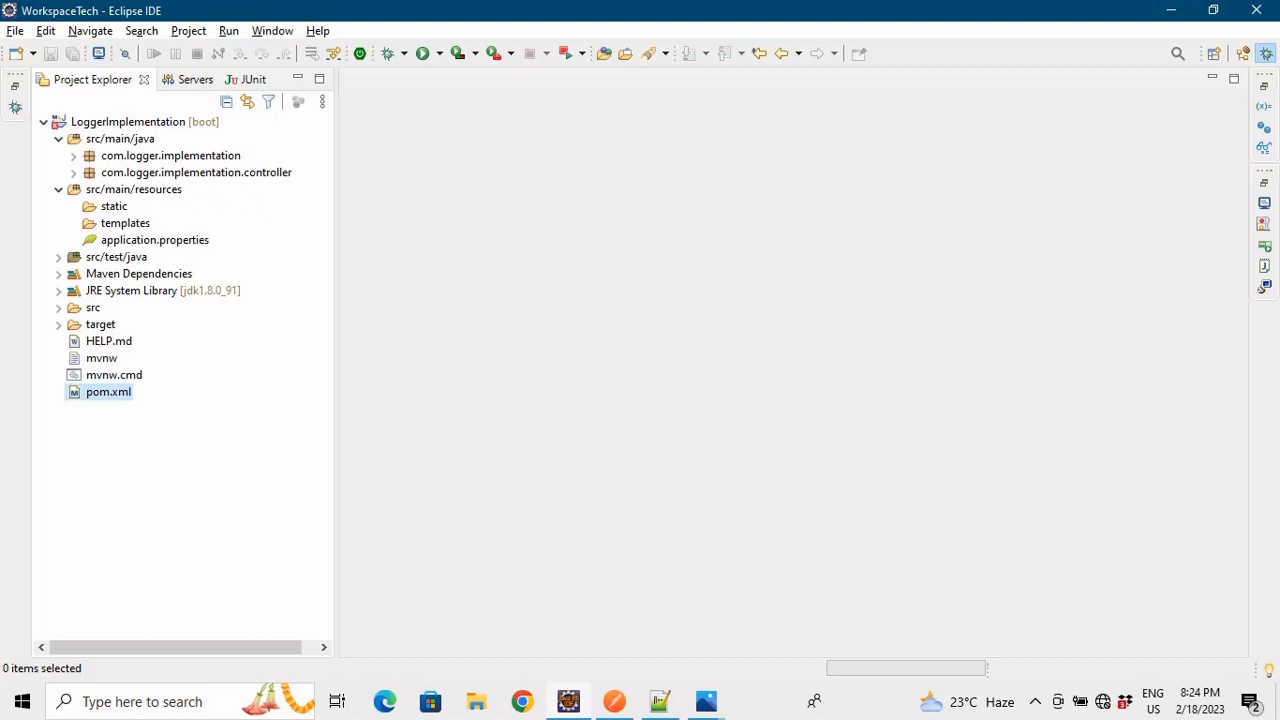 WorkspaceTech - Eclipse IDE
File Edit Navigate Search Project Run Window Help
Project Explorer Servers JUnit
LoggerImplementation [boot]
src/main/java
com.logger.implementation
com.logger.implementation.controller
src/main/resources
static
templates
application.properties
src/test/java
Maven Dependencies
JRE System Library [jdk1.8.0_91]
src
target
HELP.md
mvnw
mvnw.cmd
pom.xml
0 items selected
Type here to search
23°C Haze
ENG
US
8:24 PM
2/18/2023
2